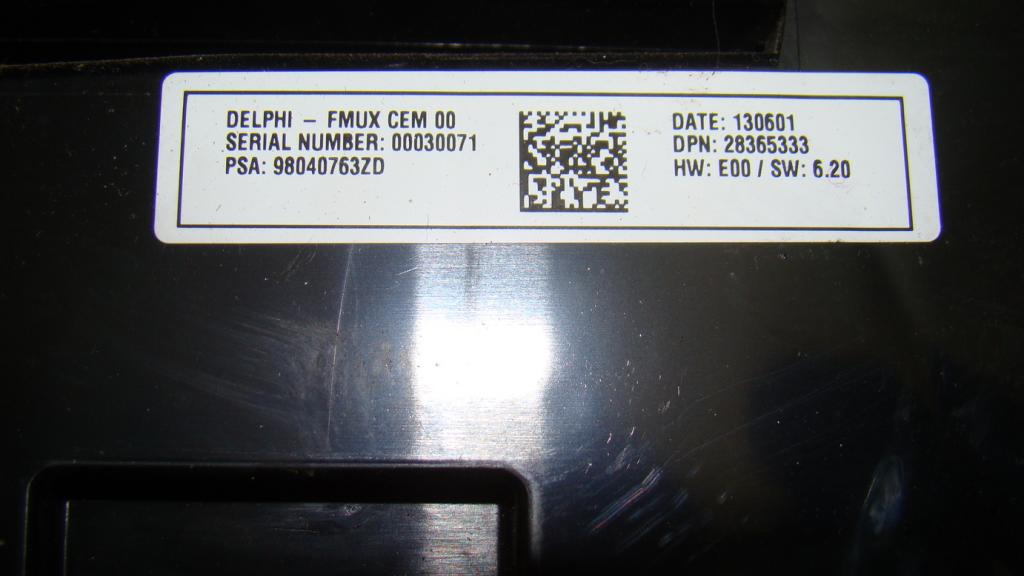 DELPHI – FMUX CEM 00
SERIAL NUMBER: 00030071
PSA: 98040763ZD
DATE: 130601
DPN: 28365333
HW: E00 / SW: 6.20